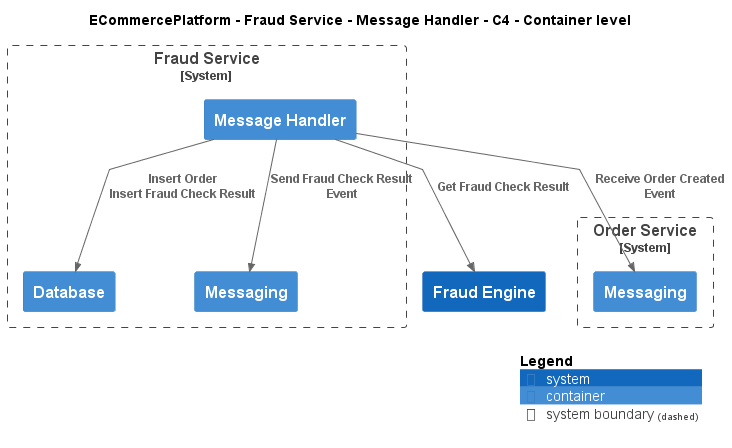 ECommercePlatform - Fraud Service - Message Handler - C4 - Container level
Fraud Service
[System]
Message Handler
Insert Order
Insert Fraud Check Result
Send Fraud Check Result
Event
Get Fraud Check Result
Receive Order Created
Event
Order Service
[System]
Database
Messaging
Fraud Engine
Messaging
Legend
system
container
system boundary (dashed)